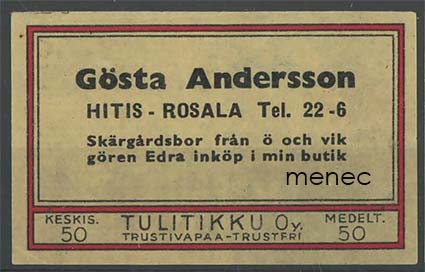 Gösta Andersson
HITIS - ROSALA Tel. 22-6
Skärgårdsbor från ö och vik
gören Edra inköp i min butik
menec
KESKIS. 50
TULITIKKU Oy.
TRUSTIVAPAA-TRUSTFRI
MEDELT. 50